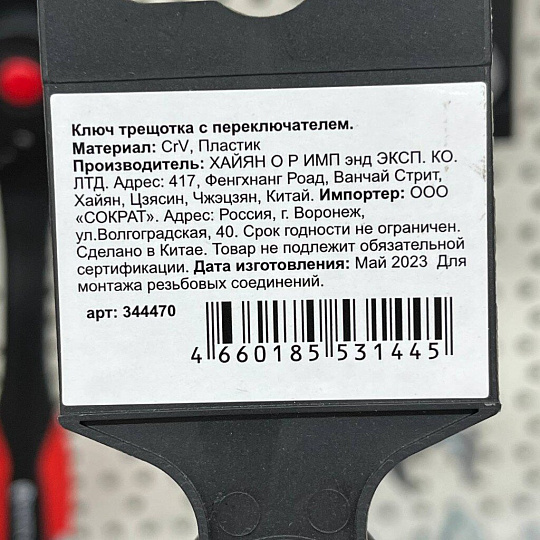 Ключ трещотка с переключателем.
Материал: CrV, Пластик
Производитель: ХАЙЯН О Р ИМП энд ЭКСП. КО.
ЛТД. Адрес: 417, Фенгхнанг Роад, Ванчай Стрит,
Хайян, Цзясин, Чжэцзян, Китай. Импортер: ООО
«СОКРАТ». Адрес: Россия, г. Воронеж,
ул.Волгоградская, 40. Срок годности не ограничен.
Сделано в Китае. Товар не подлежит обязательной
сертификации. Дата изготовления: Май 2023 Для
монтажа резьбовых соединений.
арт: 344470
4 660185 531445